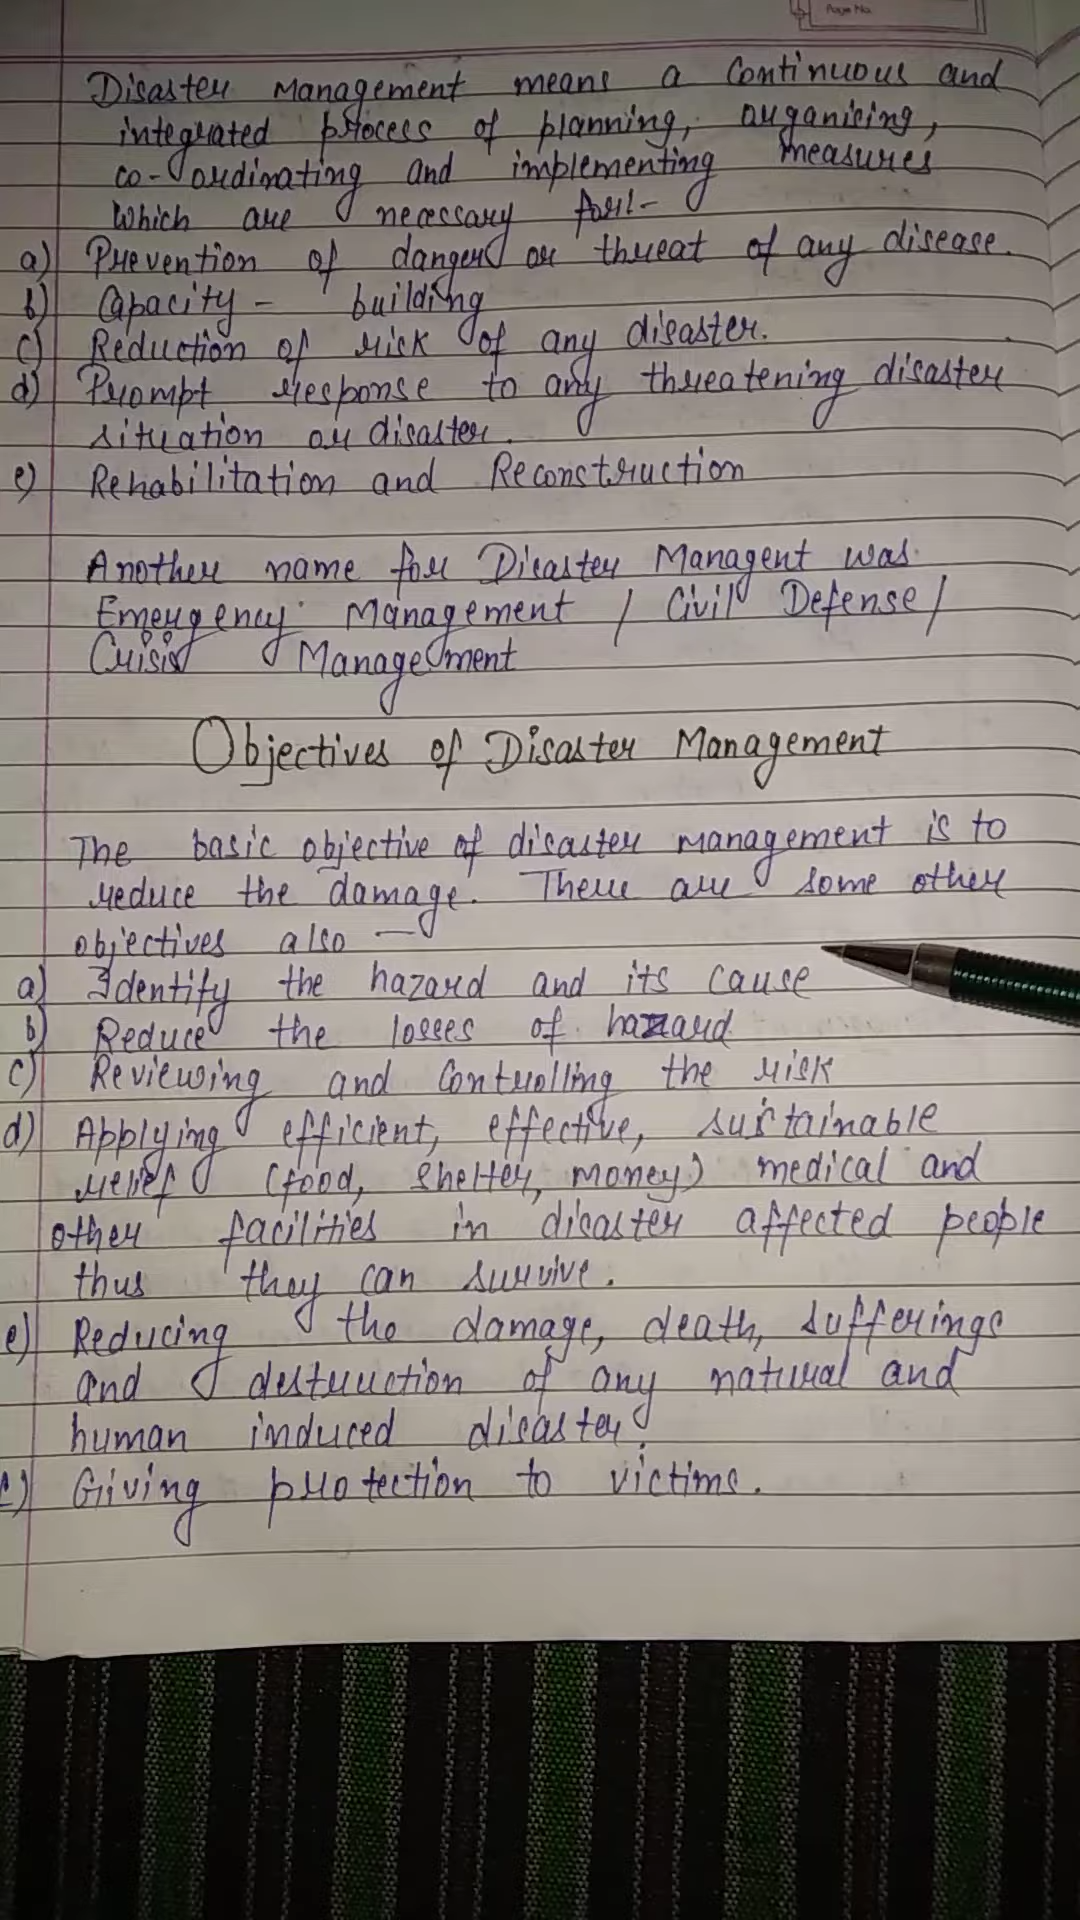 Page No.
Disaster Management means a continuous and
integrated process of planning, organising,
co-ordinating and implementing measures
which are necessary for:-
a) Prevention of danger or threat of any disease.
b) Capacity - building
c) Reduction of risk of any disaster.
d) Prompt response to any threatening disaster
situation or disaster.
e) Rehabilitation and Reconstruction
Another name for Disaster Managent was
Emergency Management / Civil Defense /
Crisis Management
Objectives of Disaster Management
The basic objective of disaster management is to
reduce the damage. There are some other
objectives also -
a) Identify the hazard and its cause
b) Reduce the losses of hazard.
c) Reviewing and Controlling the risk
d) Applying efficient, effective, sustainable
relief (food, shelter, money) medical and
other facilities in disaster affected people
thus they can survive.
e) Reducing the damage, death, sufferings
and destruction of any natural and
human induced disaster.
Giving protection to victims.